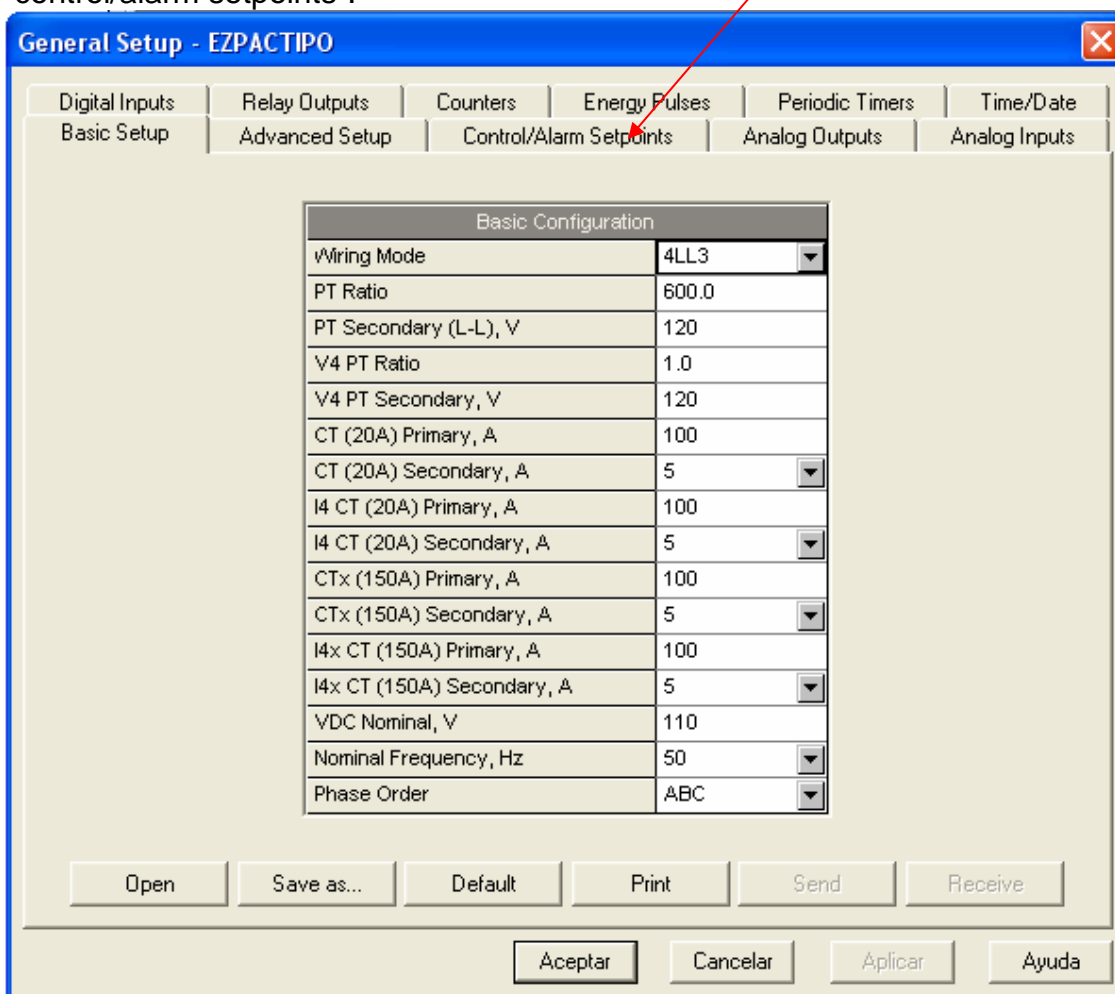 control/alarm setpoints".
General Setup - EZPACTIPO
Digital Inputs Relay Outputs Counters Energy Pulses Periodic Timers Time/Date
Basic Setup Advanced Setup Control/Alarm Setpoints Analog Outputs Analog Inputs
Basic Configuration
Wiring Mode 4LL3
PT Ratio 600.0
PT Secondary (L-L), V 120
V4 PT Ratio 1.0
V4 PT Secondary, V 120
CT (20A) Primary, A 100
CT (20A) Secondary, A 5
I4 CT (20A) Primary, A 100
I4 CT (20A) Secondary, A 5
CTx (150A) Primary, A 100
CTx (150A) Secondary, A 5
I4x CT (150A) Primary, A 100
I4x CT (150A) Secondary, A 5
VDC Nominal, V 110
Nominal Frequency, Hz 50
Phase Order ABC
Open Save as... Default Print Send Receive
Aceptar Cancelar Aplicar Ayuda